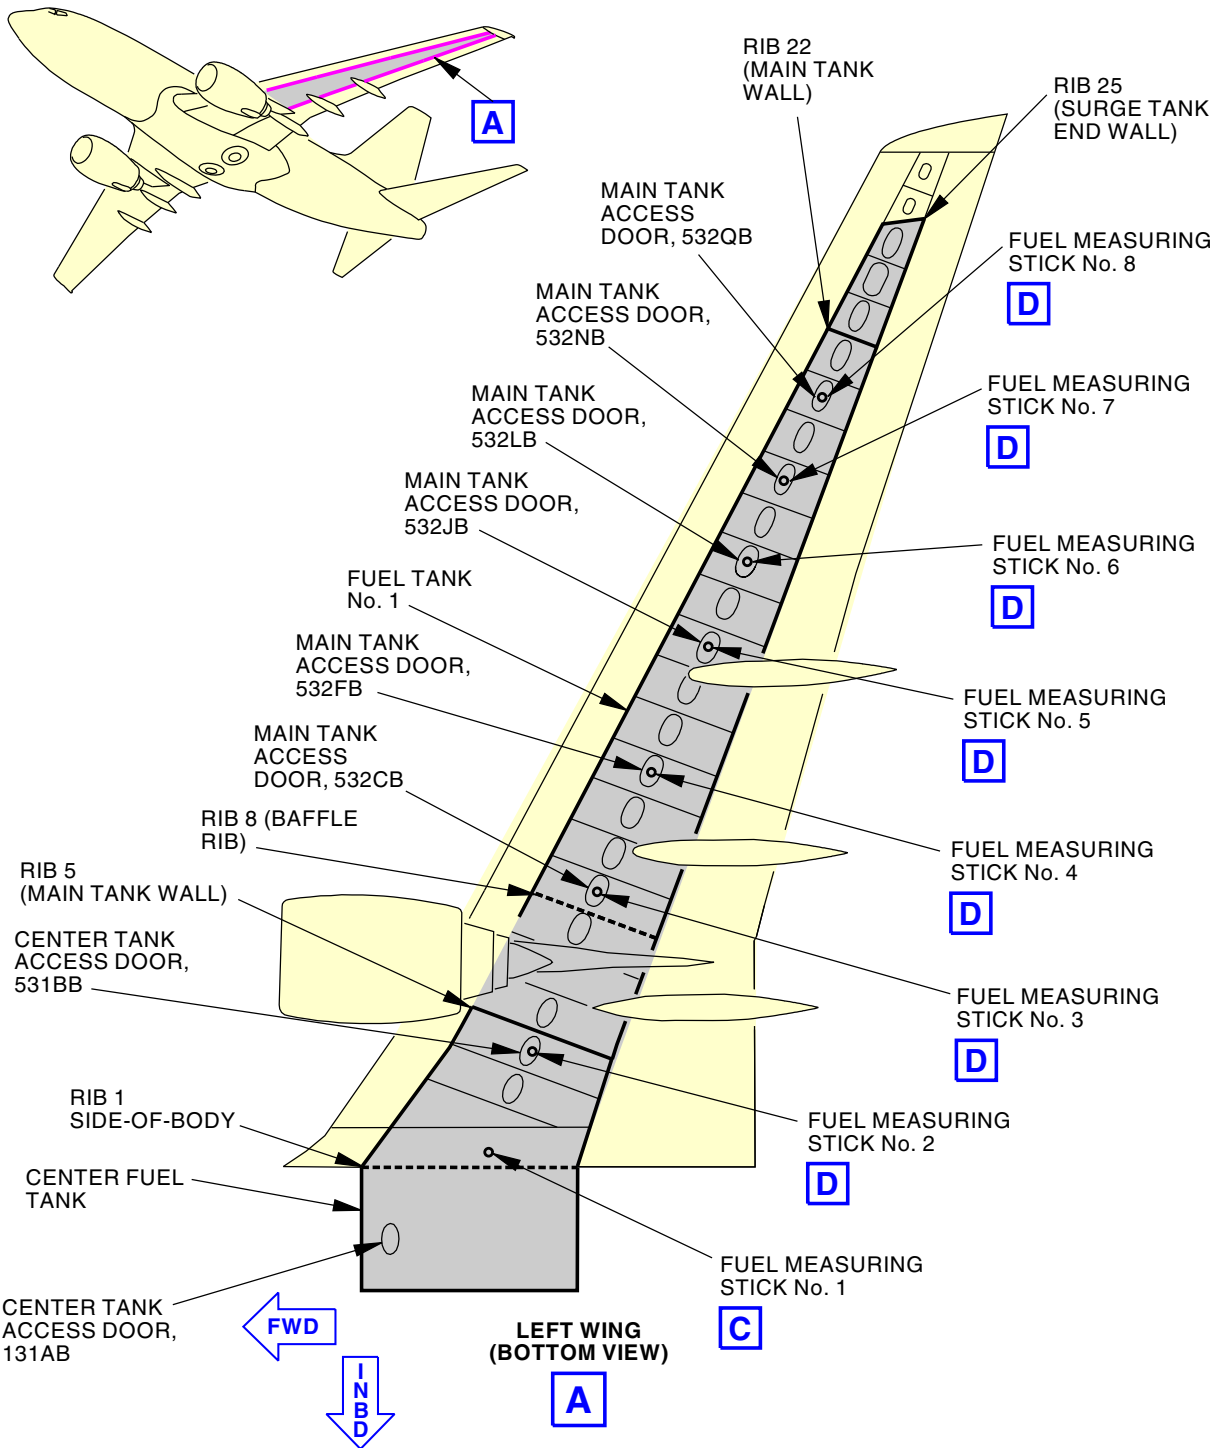 A
RIB 22
(MAIN TANK
WALL)
RIB 25
(SURGE TANK
END WALL)
MAIN TANK
ACCESS
DOOR, 532QB
FUEL MEASURING
STICK No. 8
D
MAIN TANK
ACCESS DOOR,
532NB
FUEL MEASURING
STICK No. 7
D
MAIN TANK
ACCESS DOOR,
532LB
MAIN TANK
ACCESS DOOR,
532JB
FUEL MEASURING
STICK No. 6
D
FUEL TANK
No. 1
MAIN TANK
ACCESS DOOR,
532FB
FUEL MEASURING
STICK No. 5
D
MAIN TANK
ACCESS
DOOR, 532CB
RIB 8 (BAFFLE
RIB)
FUEL MEASURING
STICK No. 4
D
RIB 5
(MAIN TANK WALL)
CENTER TANK
ACCESS DOOR,
531BB
FUEL MEASURING
STICK No. 3
D
RIB 1
SIDE-OF-BODY
FUEL MEASURING
STICK No. 2
D
CENTER FUEL
TANK
FUEL MEASURING
STICK No. 1
C
CENTER TANK
ACCESS DOOR,
131AB
FWD
INBD
LEFT WING
(BOTTOM VIEW)
A